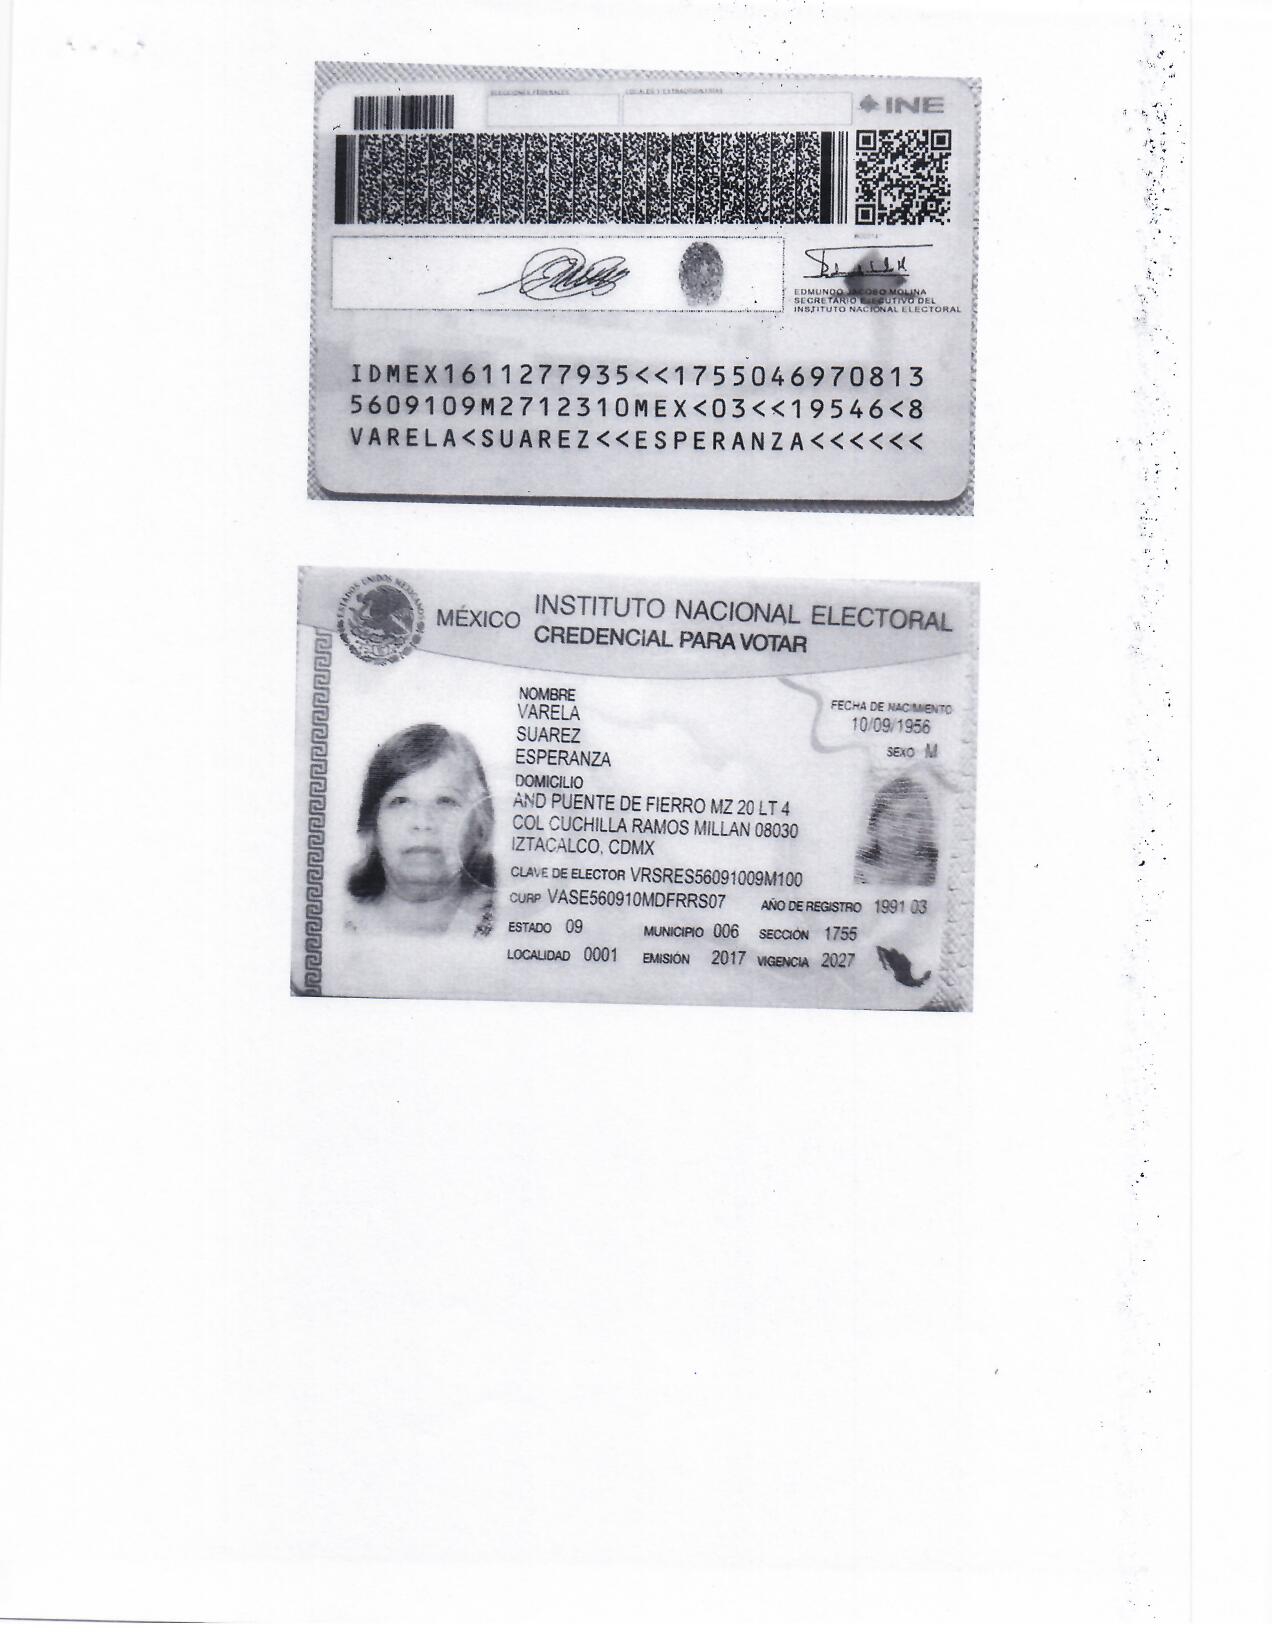 ELECCIONES FEDERALES LOCALES Y EXTRAORDINARIAS
INE
EDMUNDO JACOBO MOLINA
SECRETARIO EJECUTIVO DEL
INSTITUTO NACIONAL ELECTORAL
IDMEX1611277935<<1755046970813
5609109M2712310MEX<03<<19546<8
VARELA<SUAREZ<<ESPERANZA<<<<<<
ESTADOS UNIDOS MEXICANOS
MÉXICO INSTITUTO NACIONAL ELECTORAL
CREDENCIAL PARA VOTAR
NOMBRE
VARELA
SUAREZ
ESPERANZA
FECHA DE NACIMIENTO
10/09/1956
SEXO M
DOMICILIO
AND PUENTE DE FIERRO MZ 20 LT 4
COL CUCHILLA RAMOS MILLAN 08030
IZTACALCO, CDMX
CLAVE DE ELECTOR VRSRES56091009M100
CURP VASE560910MDFRRS07 AÑO DE REGISTRO 1991 03
ESTADO 09 MUNICIPIO 006 SECCIÓN 1755
LOCALIDAD 0001 EMISIÓN 2017 VIGENCIA 2027